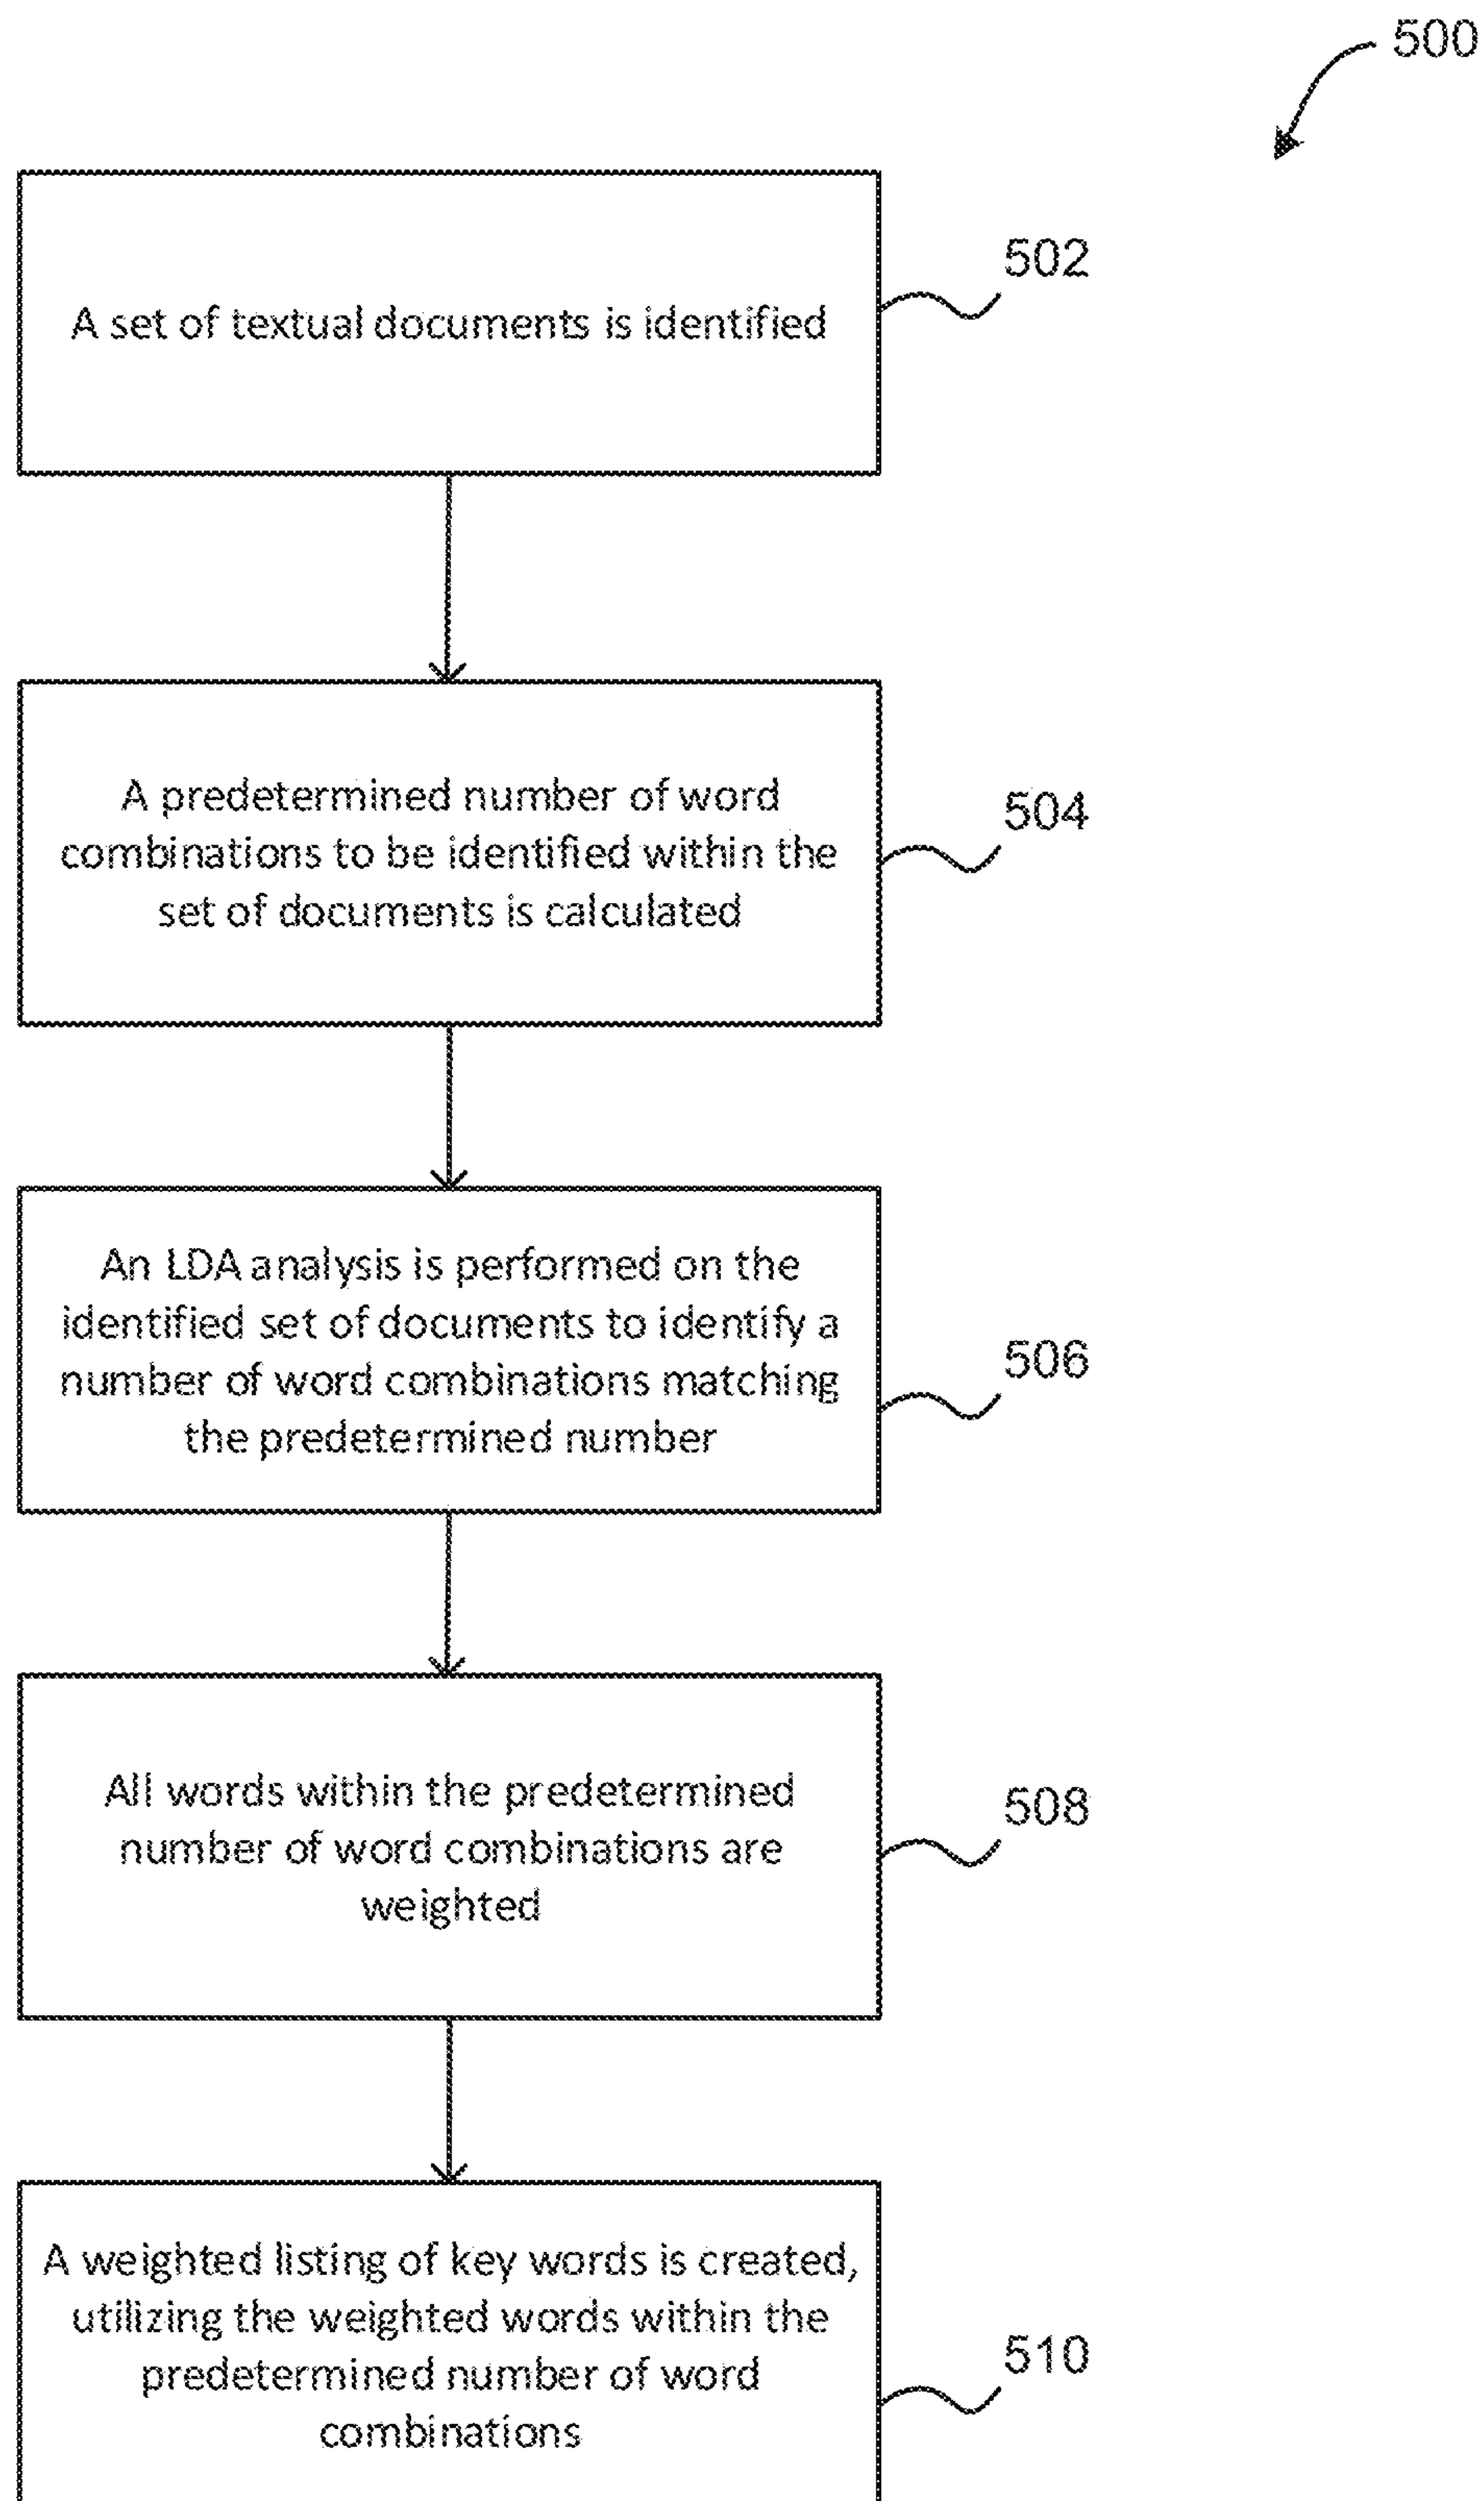 500
A set of textual documents is identified
502
A predetermined number of word
combinations to be identified within the
set of documents is calculated
504
An LDA analysis is performed on the
identified set of documents to identify a
number of word combinations matching
the predetermined number
506
All words within the predetermined
number of word combinations are
weighted
508
A weighted listing of key words is created,
utilizing the weighted words within the
predetermined number of word
combinations
510